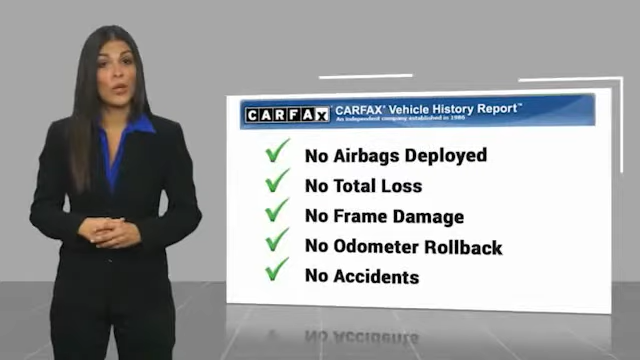 CARFAX CARFAX® Vehicle History Report™
An independent company established in 1986
No Airbags Deployed
No Total Loss
No Frame Damage
No Odometer Rollback
No Accidents